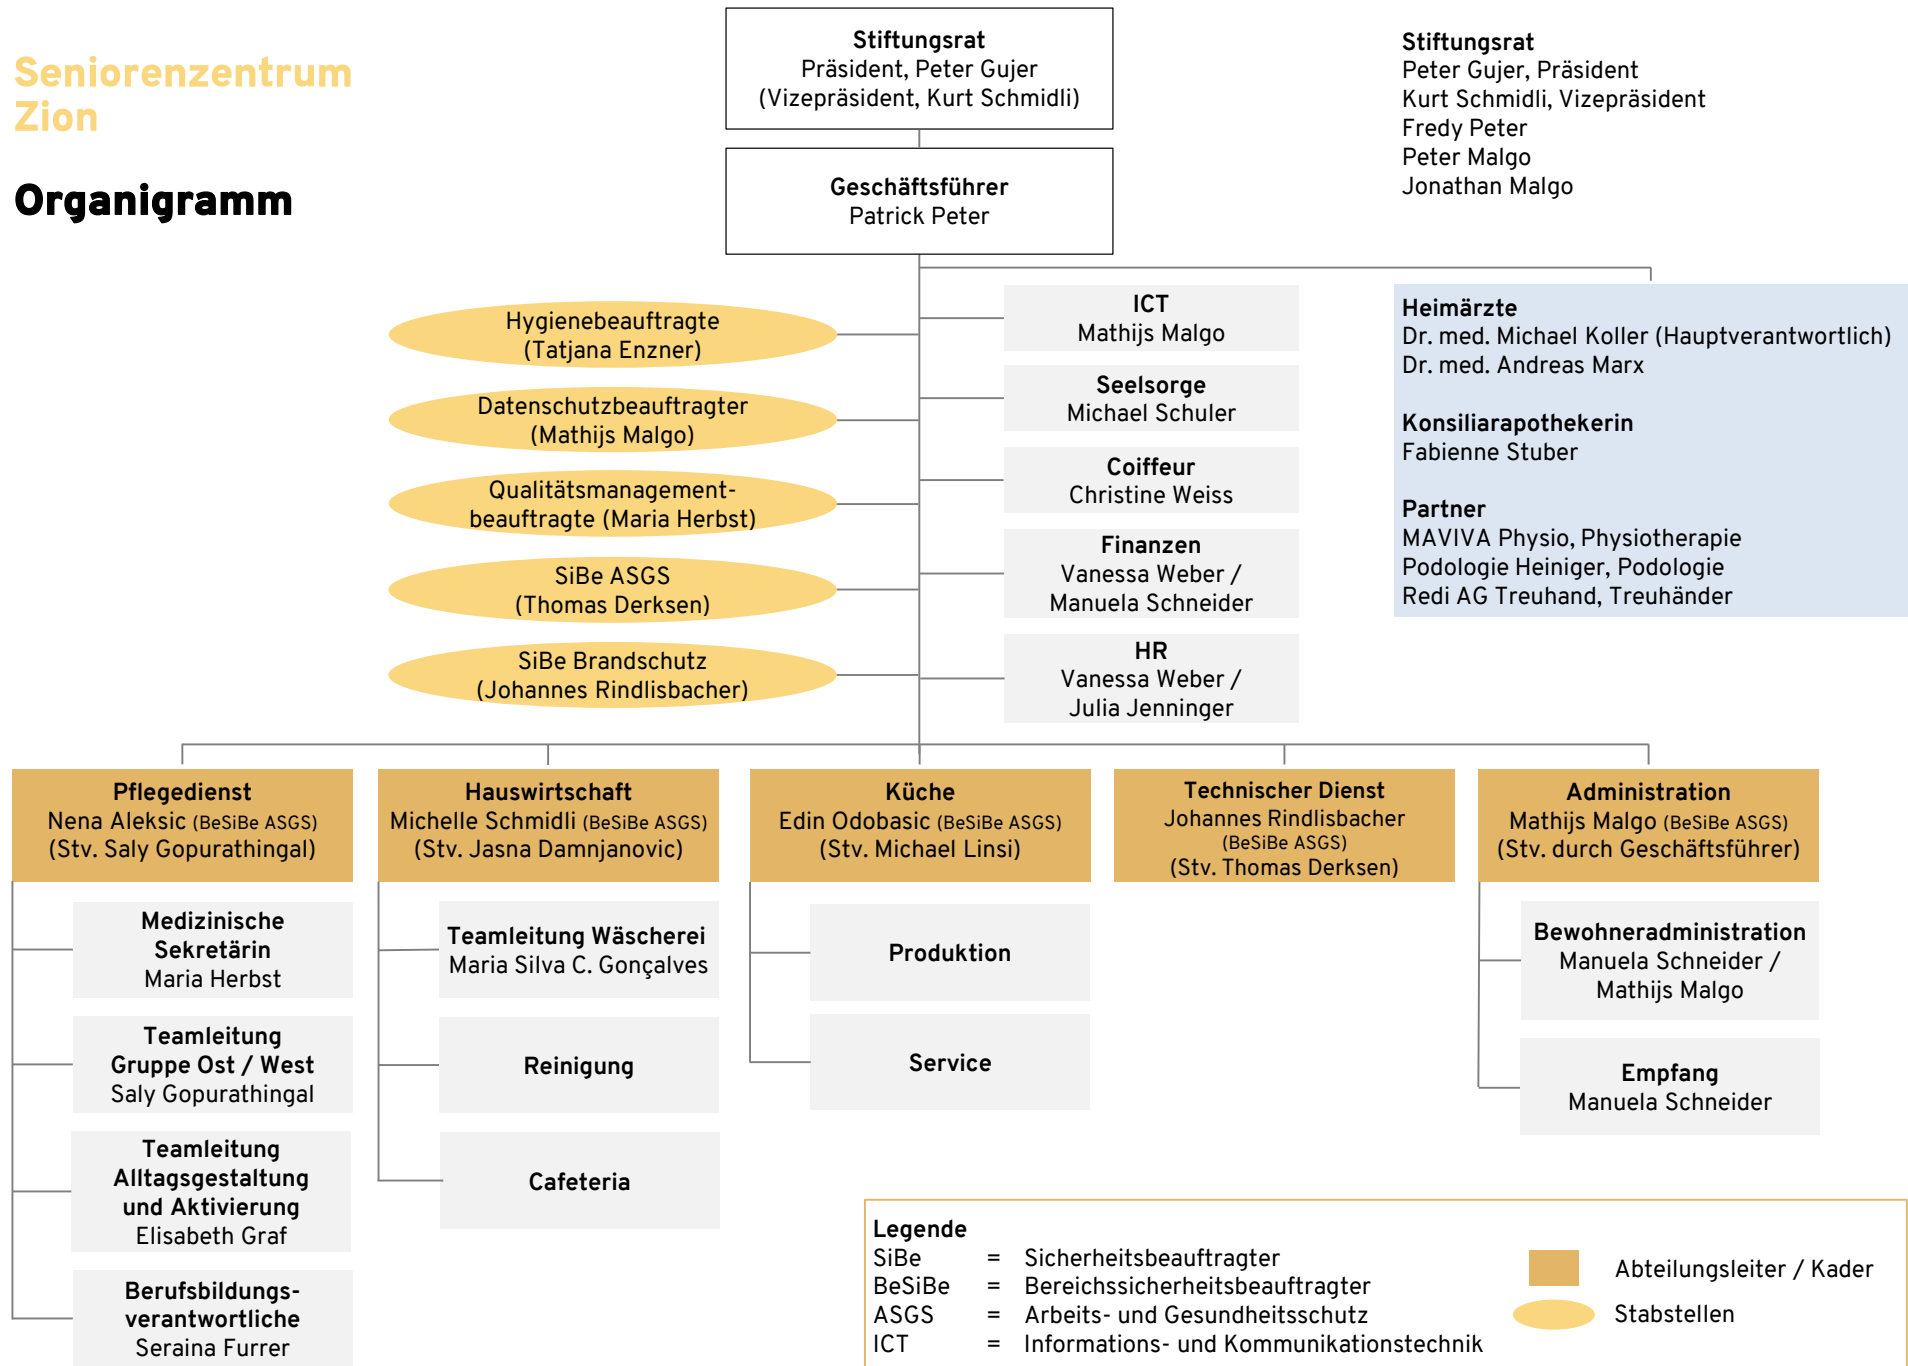 Seniorenzentrum
Zion
Organigramm
Stiftungsrat
Präsident, Peter Gujer
(Vizepräsident, Kurt Schmidli)
Geschäftsführer
Patrick Peter
Stiftungsrat
Peter Gujer, Präsident
Kurt Schmidli, Vizepräsident
Fredy Peter
Peter Malgo
Jonathan Malgo
Hygienebeauftragte
(Tatjana Enzner)
Datenschutzbeauftragter
(Mathijs Malgo)
Qualitätsmanagement-
beauftragte (Maria Herbst)
SiBe ASGS
(Thomas Derksen)
SiBe Brandschutz
(Johannes Rindlisbacher)
ICT
Mathijs Malgo
Seelsorge
Michael Schuler
Coiffeur
Christine Weiss
Finanzen
Vanessa Weber /
Manuela Schneider
HR
Vanessa Weber /
Julia Jenninger
Heimärzte
Dr. med. Michael Koller (Hauptverantwortlich)
Dr. med. Andreas Marx
Konsiliarapothekerin
Fabienne Stuber
Partner
MAVIVA Physio, Physiotherapie
Podologie Heiniger, Podologie
Redi AG Treuhand, Treuhänder
Pflegedienst
Nena Aleksic (BeSiBe ASGS)
(Stv. Saly Gopurathingal)
Medizinische
Sekretärin
Maria Herbst
Teamleitung
Gruppe Ost / West
Saly Gopurathingal
Teamleitung
Alltagsgestaltung
und Aktivierung
Elisabeth Graf
Berufsbildungs-
verantwortliche
Seraina Furrer
Hauswirtschaft
Michelle Schmidli (BeSiBe ASGS)
(Stv. Jasna Damnjanovic)
Teamleitung Wäscherei
Maria Silva C. Gonçalves
Reinigung
Cafeteria
Küche
Edin Odobasic (BeSiBe ASGS)
(Stv. Michael Linsi)
Produktion
Service
Technischer Dienst
Johannes Rindlisbacher
(BeSiBe ASGS)
(Stv. Thomas Derksen)
Administration
Mathijs Malgo (BeSiBe ASGS)
(Stv. durch Geschäftsführer)
Bewohneradministration
Manuela Schneider /
Mathijs Malgo
Empfang
Manuela Schneider
Legende
SiBe = Sicherheitsbeauftragter
BeSiBe = Bereichssicherheitsbeauftragter
ASGS = Arbeits- und Gesundheitsschutz
ICT = Informations- und Kommunikationstechnik
Abteilungsleiter / Kader
Stabstellen